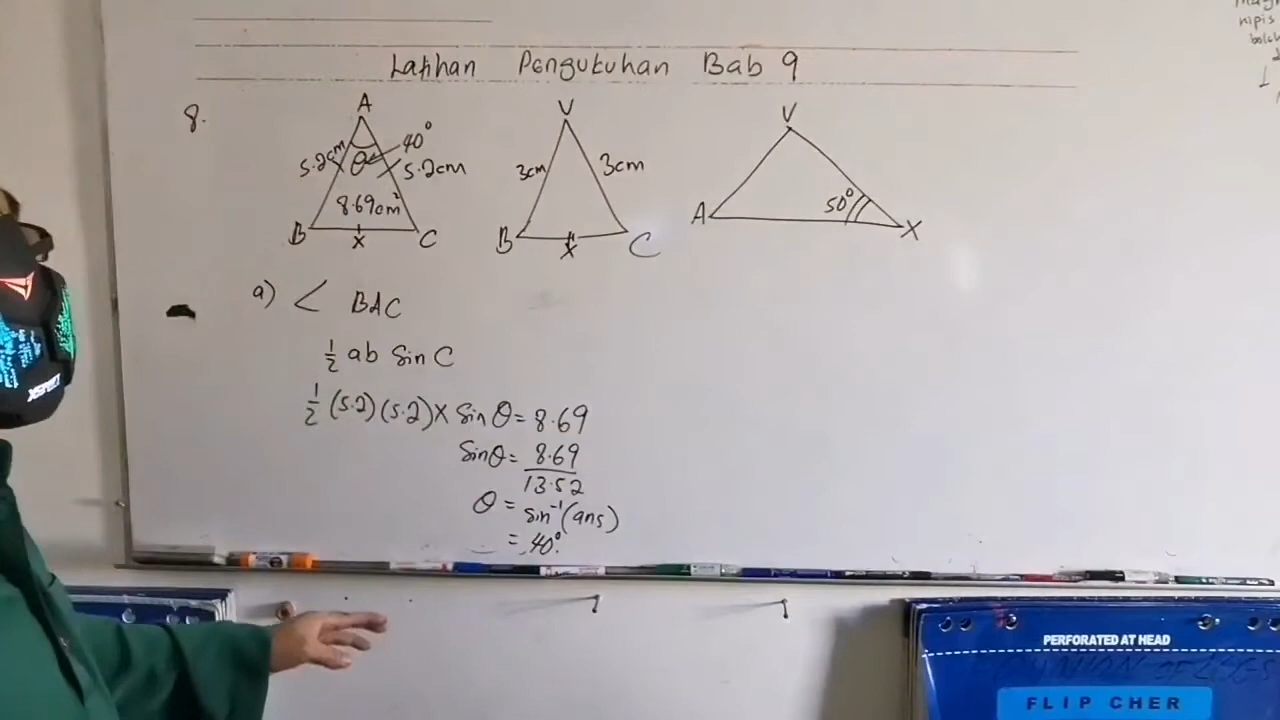 Latihan Pengukuhan Bab 9
8.
A
40°
5.2cm
θ
5.2cm
8.69cm²
B
x
C
V
3cm
3cm
B
x
C
V
A
50°
X
a) < BAC
½ ab sin C
½ (5.2)(5.2) × sin θ = 8.69
sin θ = 8.69
13.52
θ = sin⁻¹(ans)
= 40°.
nipis
PERFORATED AT HEAD
FLIP CHER